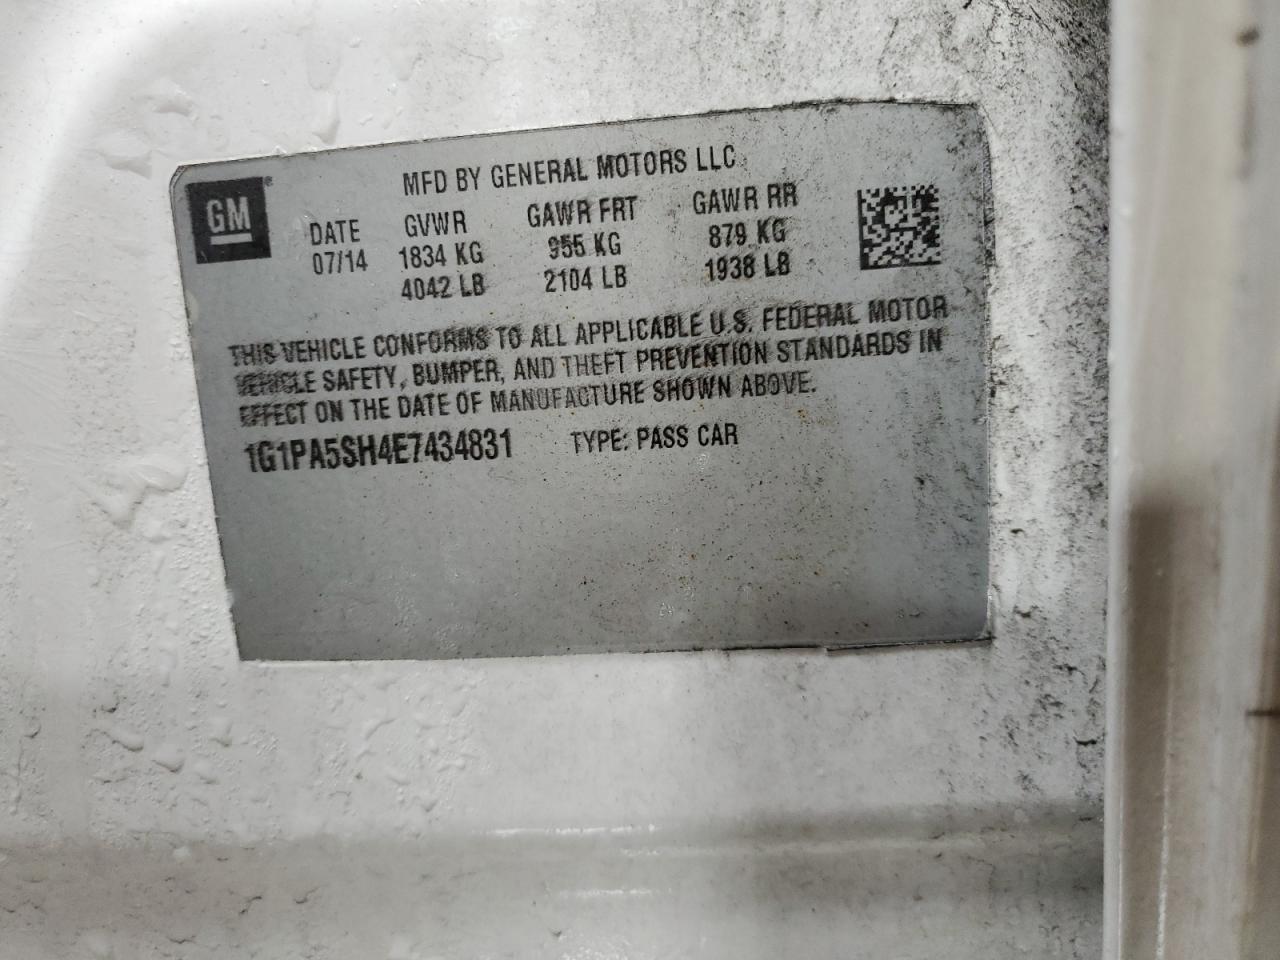 MFD BY GENERAL MOTORS LLC
GM®
DATE GVWR GAWR FRT GAWR RR
07/14 1834 KG 955 KG 879 KG
4042 LB 2104 LB 1938 LB
THIS VEHICLE CONFORMS TO ALL APPLICABLE U.S. FEDERAL MOTOR
VEHICLE SAFETY, BUMPER, AND THEFT PREVENTION STANDARDS IN
EFFECT ON THE DATE OF MANUFACTURE SHOWN ABOVE.
1G1PA5SH4E7434831 TYPE: PASS CAR